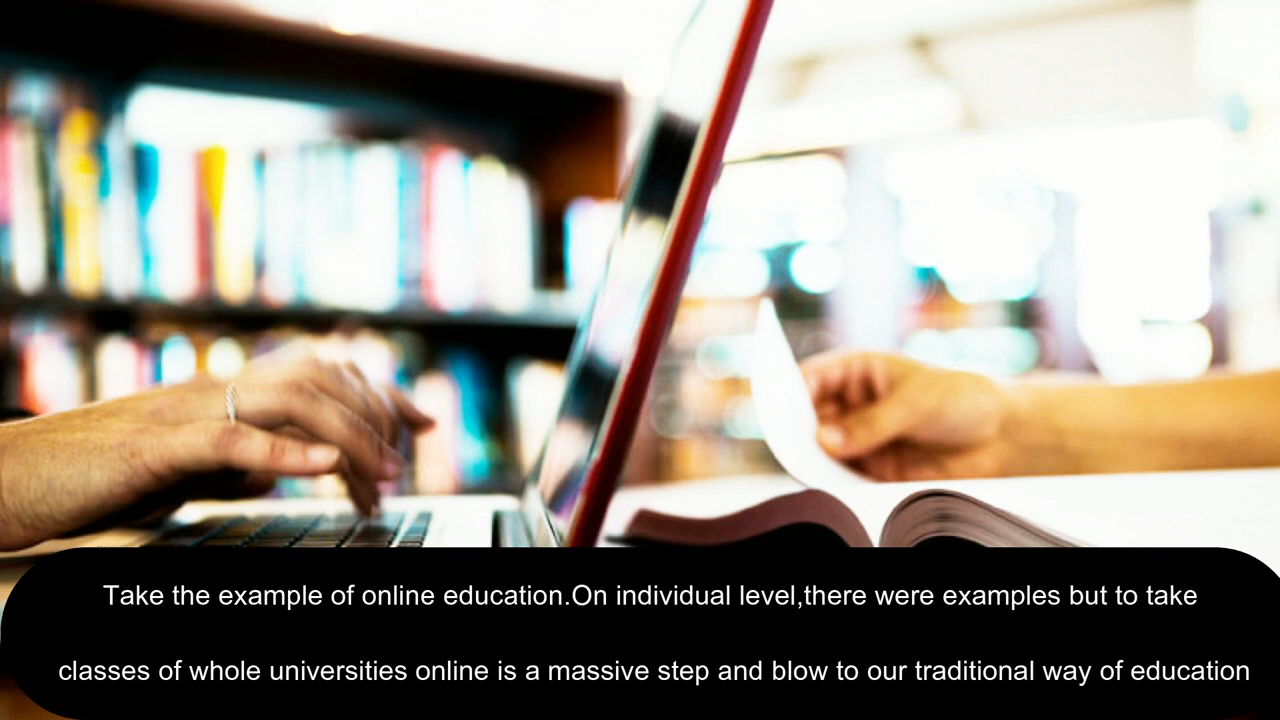 Take the example of online education.On individual level,there were examples but to take
classes of whole universities online is a massive step and blow to our traditional way of education